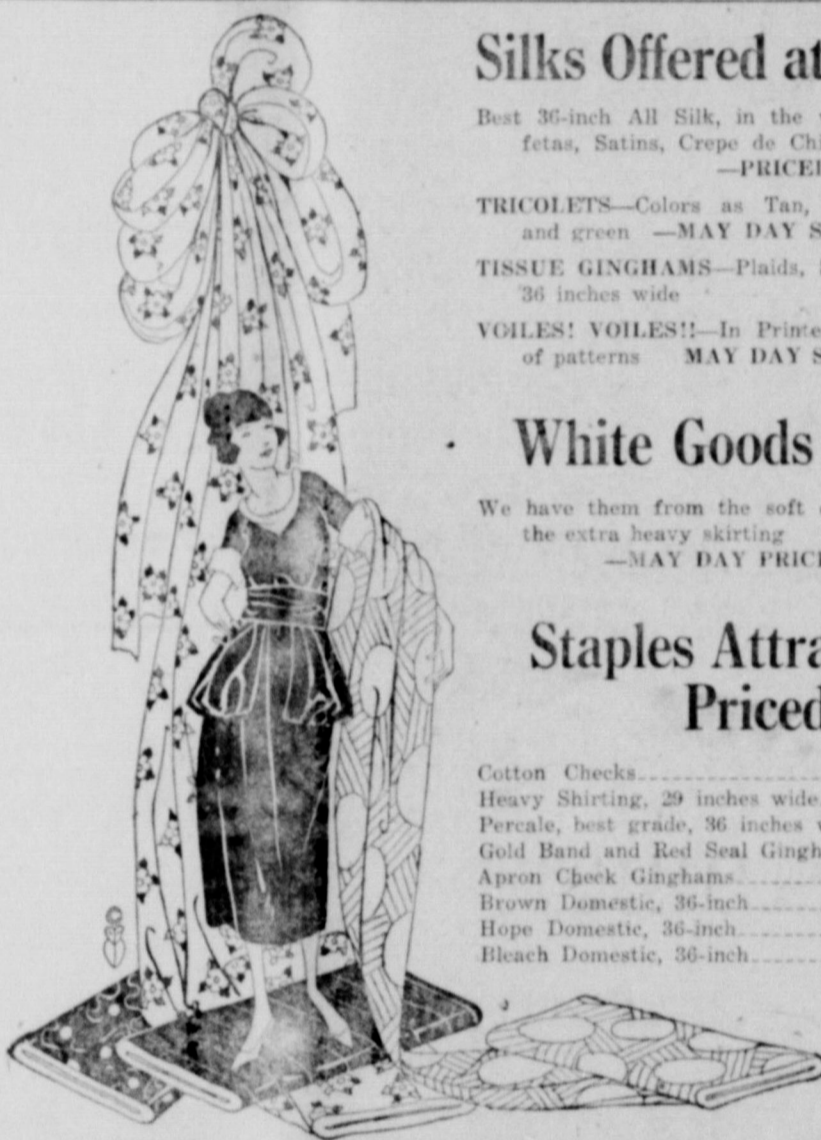 Silks Offered at
Best 36-inch All Silk, in the
fetas, Satins, Crepe de Chi
—PRICE
TRICOLETS—Colors as Tan,
and green —MAY DAY S
TISSUE GINGHAMS—Plaids,
36 inches wide
VOILES! VOILES!!—In Printe
of patterns MAY DAY S
White Goods
We have them from the soft
the extra heavy skirting
—MAY DAY PRIC
Staples Attra
Priced
Cotton Checks
Heavy Shirting, 29 inches wide
Percale, best grade, 36 inches
Gold Band and Red Seal Gingh
Apron Check Ginghams
Brown Domestic, 36-inch
Hope Domestic, 36-inch
Bleach Domestic, 36-inch